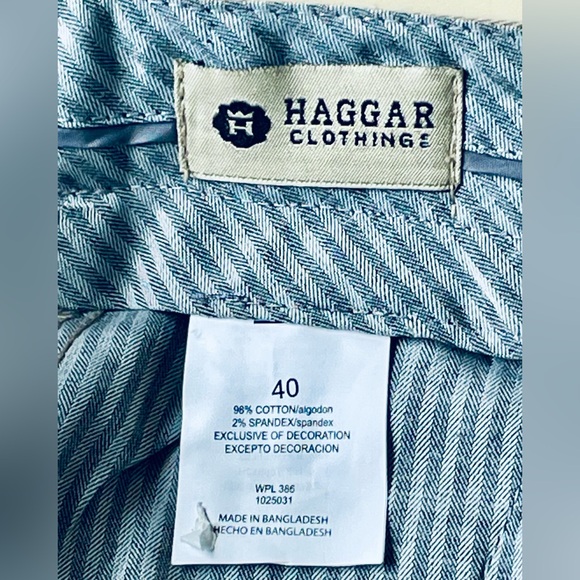 H HAGGAR
CLOTHING
40
98% COTTON/algodon
2% SPANDEX/spandex
EXCLUSIVE OF DECORATION
EXCEPTO DECORACION
WPL 386
1025031
MADE IN BANGLADESH
HECHO EN BANGLADESH